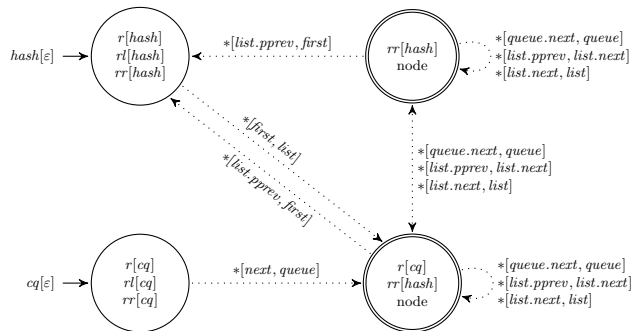 hash[ε]
r[hash]
rl[hash]
rr[hash]
*[list.pprev, first]
rr[hash]
node
*[queue.next, queue]
*[list.pprev, list.next]
*[list.next, list]
*[first, list]
*[list.pprev, first]
*[queue.next, queue]
*[list.pprev, list.next]
*[list.next, list]
cq[ε]
r[cq]
rl[cq]
rr[cq]
*[next, queue]
r[cq]
rr[hash]
node
*[queue.next, queue]
*[list.pprev, list.next]
*[list.next, list]